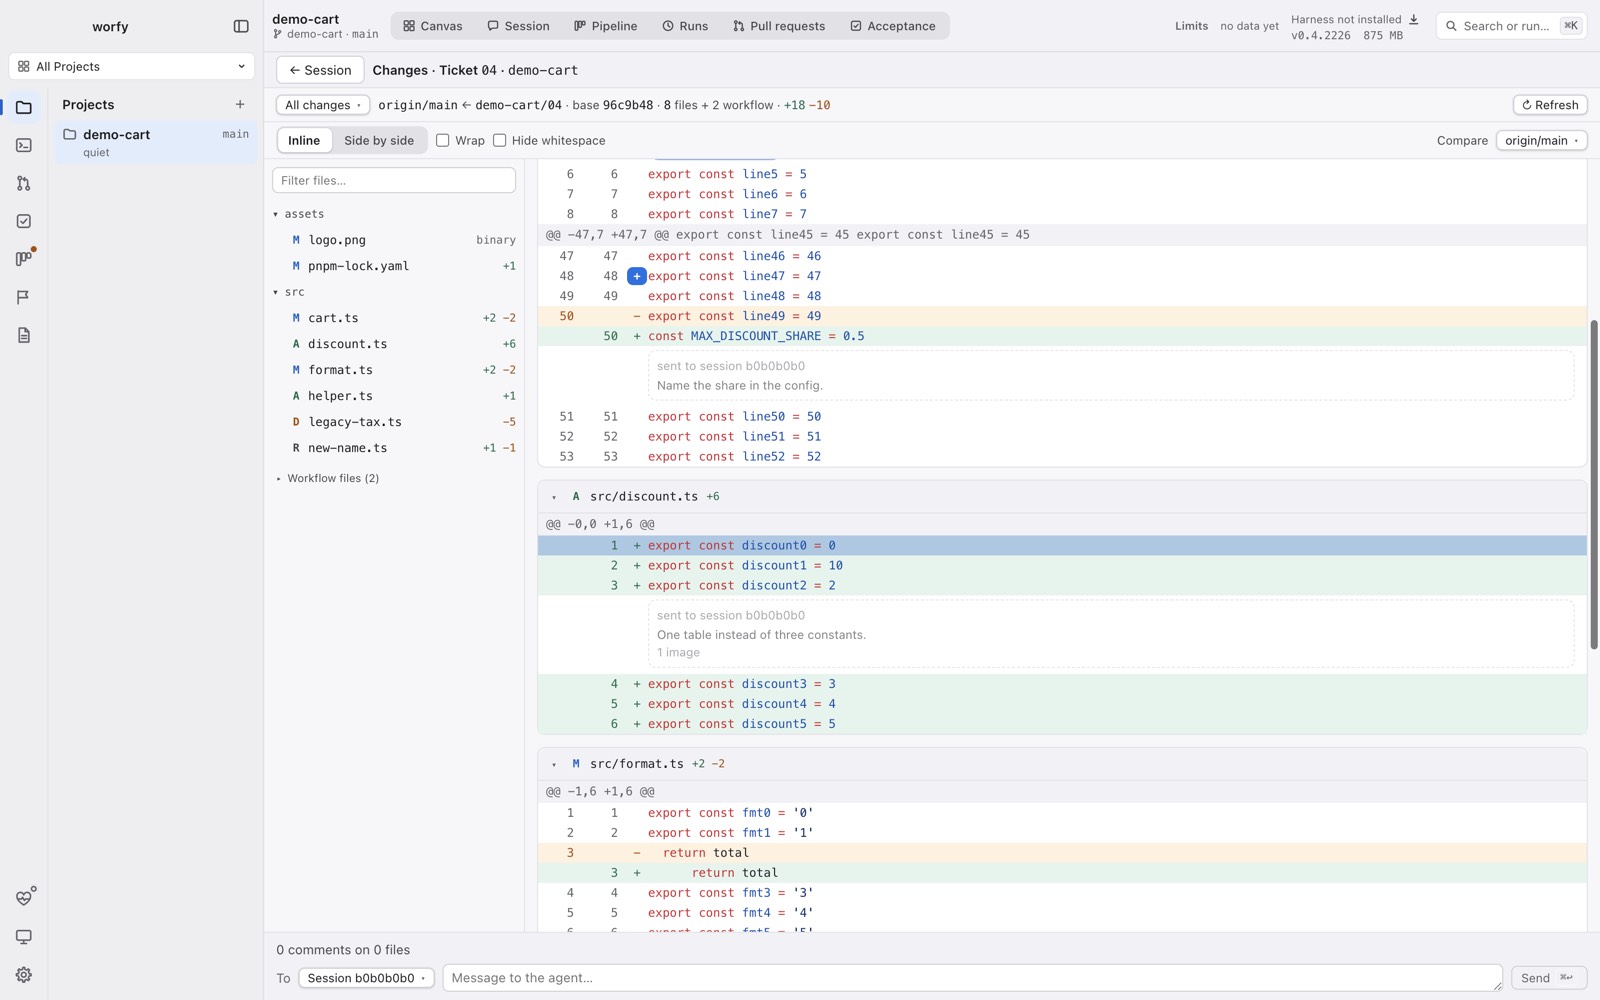 worfy
All Projects
Projects +
demo-cart main
quiet
demo-cart
demo-cart · main
Canvas Session Pipeline Runs Pull requests Acceptance
Limits no data yet
Harness not installed
v0.4.2226 875 MB
Search or run... ⌘K
← Session Changes · Ticket 04 · demo-cart
All changes origin/main ← demo-cart/04 · base 96c9b48 · 8 files + 2 workflow · +18 −10 Refresh
Inline Side by side Wrap Hide whitespace Compare origin/main
Filter files...
assets
M logo.png binary
M pnpm-lock.yaml +1
src
M cart.ts +2 −2
A discount.ts +6
M format.ts +2 −2
A helper.ts +1
D legacy-tax.ts −5
R new-name.ts +1 −1
Workflow files (2)
6 6 export const line5 = 5
7 7 export const line6 = 6
8 8 export const line7 = 7
@@ −47,7 +47,7 @@ export const line45 = 45 export const line45 = 45
47 47 export const line46 = 46
48 48 + export const line47 = 47
49 49 export const line48 = 48
50 − export const line49 = 49
50 + const MAX_DISCOUNT_SHARE = 0.5
sent to session b0b0b0b0
Name the share in the config.
51 51 export const line50 = 50
52 52 export const line51 = 51
53 53 export const line52 = 52
A src/discount.ts +6
@@ −0,0 +1,6 @@
1 + export const discount0 = 0
2 + export const discount1 = 10
3 + export const discount2 = 2
sent to session b0b0b0b0
One table instead of three constants.
1 image
4 + export const discount3 = 3
5 + export const discount4 = 4
6 + export const discount5 = 5
M src/format.ts +2 −2
@@ −1,6 +1,6 @@
1 1 export const fmt0 = '0'
2 2 export const fmt1 = '1'
3 − return total
3 + return total
4 4 export const fmt3 = '3'
5 5 export const fmt4 = '4'
6 6 export const fmt5 = '5'
0 comments on 0 files
To Session b0b0b0b0 Message to the agent... Send ⌘↩